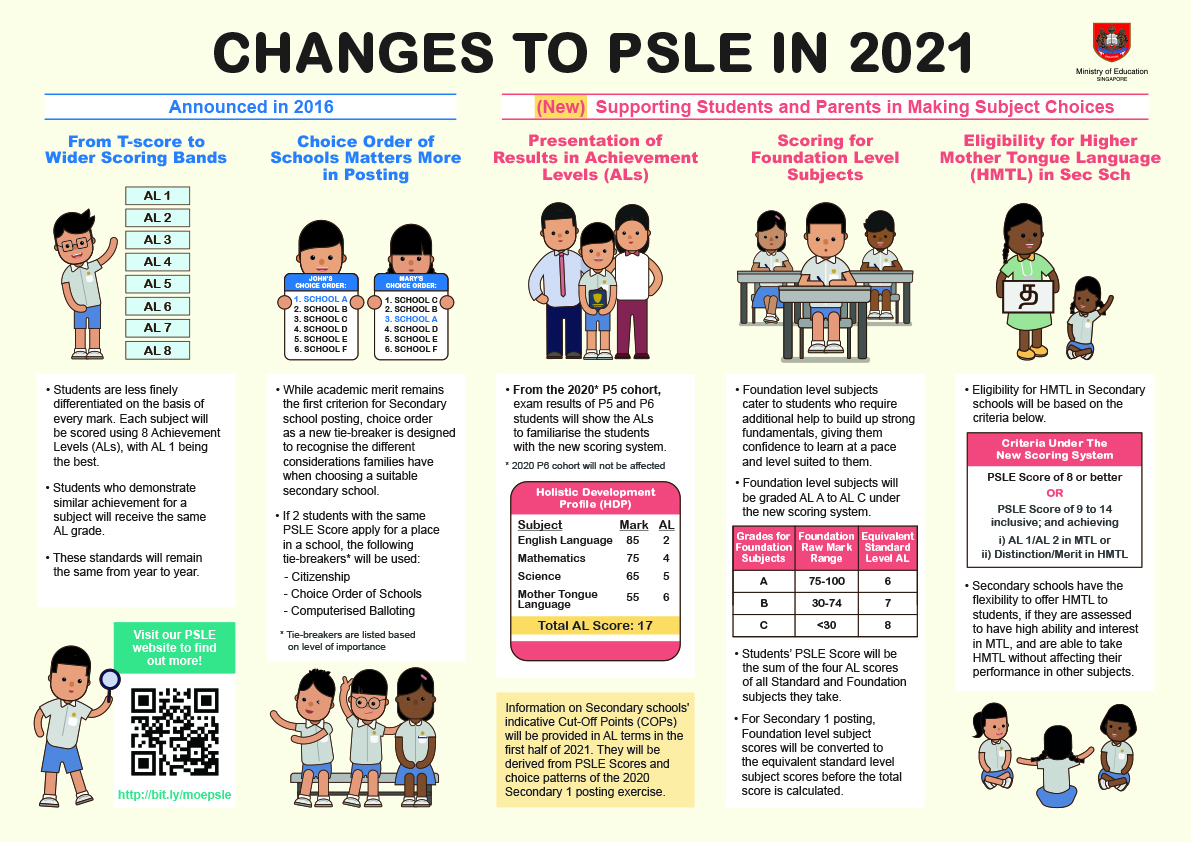 CHANGES TO PSLE IN 2021
Ministry of Education
SINGAPORE
Announced in 2016
(New) Supporting Students and Parents in Making Subject Choices
From T-score to
Wider Scoring Bands
AL 1
AL 2
AL 3
AL 4
AL 5
AL 6
AL 7
AL 8
• Students are less finely
differentiated on the basis of
every mark. Each subject will
be scored using 8 Achievement
Levels (ALs), with AL 1 being
the best.
• Students who demonstrate
similar achievement for a
subject will receive the same
AL grade.
• These standards will remain
the same from year to year.
Visit our PSLE
website to find
out more!
http://bit.ly/moepsle
Choice Order of
Schools Matters More
in Posting
JOHN'S
CHOICE ORDER:
1. SCHOOL A
2. SCHOOL B
3. SCHOOL C
4. SCHOOL D
5. SCHOOL E
6. SCHOOL F
MARY'S
CHOICE ORDER:
1. SCHOOL C
2. SCHOOL B
3. SCHOOL A
4. SCHOOL D
5. SCHOOL E
6. SCHOOL F
• While academic merit remains
the first criterion for Secondary
school posting, choice order
as a new tie-breaker is designed
to recognise the different
considerations families have
when choosing a suitable
secondary school.
• If 2 students with the same
PSLE Score apply for a place
in a school, the following
tie-breakers* will be used:
- Citizenship
- Choice Order of Schools
- Computerised Balloting
* Tie-breakers are listed based
on level of importance
Presentation of
Results in Achievement
Levels (ALs)
• From the 2020* P5 cohort,
exam results of P5 and P6
students will show the ALs
to familiarise the students
with the new scoring system.
* 2020 P6 cohort will not be affected
Holistic Development
Profile (HDP)
Subject Mark AL
English Language 85 2
Mathematics 75 4
Science 65 5
Mother Tongue
Language 55 6
Total AL Score: 17
Information on Secondary schools'
indicative Cut-Off Points (COPs)
will be provided in AL terms in the
first half of 2021. They will be
derived from PSLE Scores and
choice patterns of the 2020
Secondary 1 posting exercise.
Scoring for
Foundation Level
Subjects
• Foundation level subjects
cater to students who require
additional help to build up strong
fundamentals, giving them
confidence to learn at a pace
and level suited to them.
• Foundation level subjects will
be graded AL A to AL C under
the new scoring system.
Grades for Foundation Subjects
Foundation Raw Mark Range
Equivalent Standard Level AL
A 75-100 6
B 30-74 7
C <30 8
• Students' PSLE Score will be
the sum of the four AL scores
of all Standard and Foundation
subjects they take.
• For Secondary 1 posting,
Foundation level subject
scores will be converted to
the equivalent standard level
subject scores before the total
score is calculated.
Eligibility for Higher
Mother Tongue Language
(HMTL) in Sec Sch
த
• Eligibility for HMTL in Secondary
schools will be based on the
criteria below.
Criteria Under The
New Scoring System
PSLE Score of 8 or better
OR
PSLE Score of 9 to 14
inclusive; and achieving
i) AL 1/AL 2 in MTL or
ii) Distinction/Merit in HMTL
• Secondary schools have the
flexibility to offer HMTL to
students, if they are assessed
to have high ability and interest
in MTL, and are able to take
HMTL without affecting their
performance in other subjects.